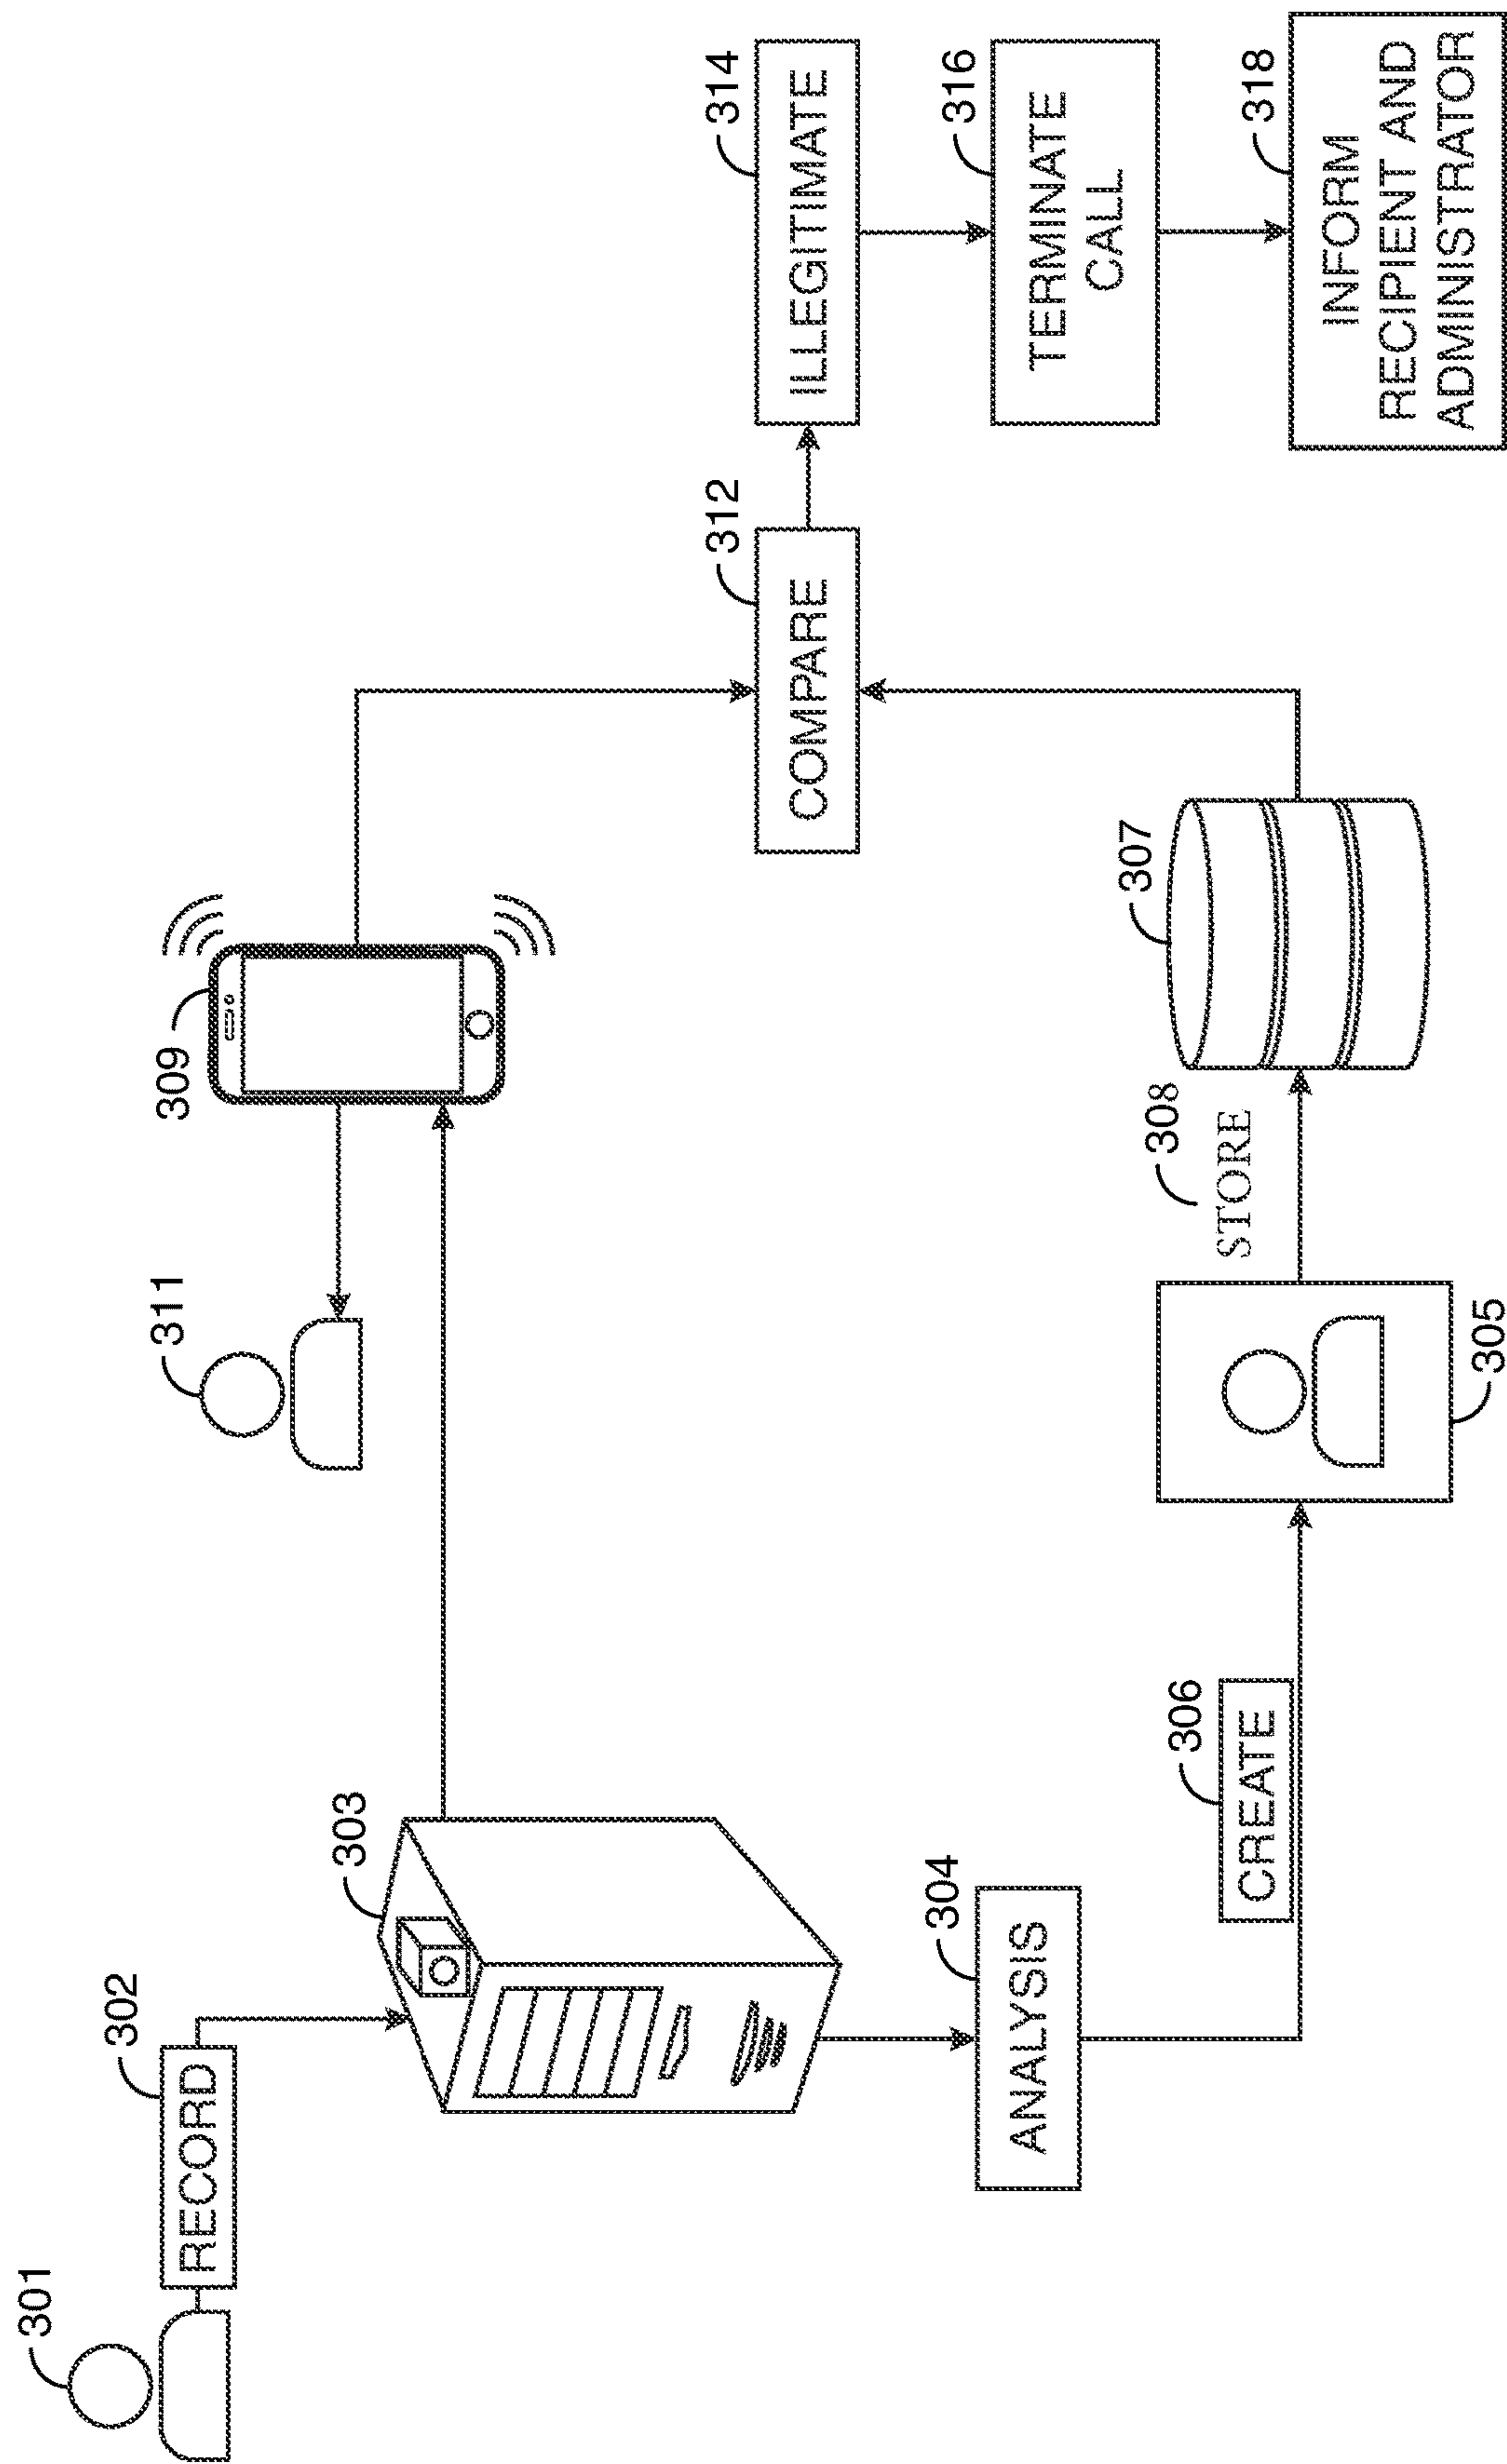 301
302
RECORD
303
304
ANALYSIS
306
CREATE
305
308
STORE
307
311
309
312
COMPARE
314
ILLEGITIMATE
316
TERMINATE
CALL
318
INFORM
RECIPIENT AND
ADMINISTRATOR